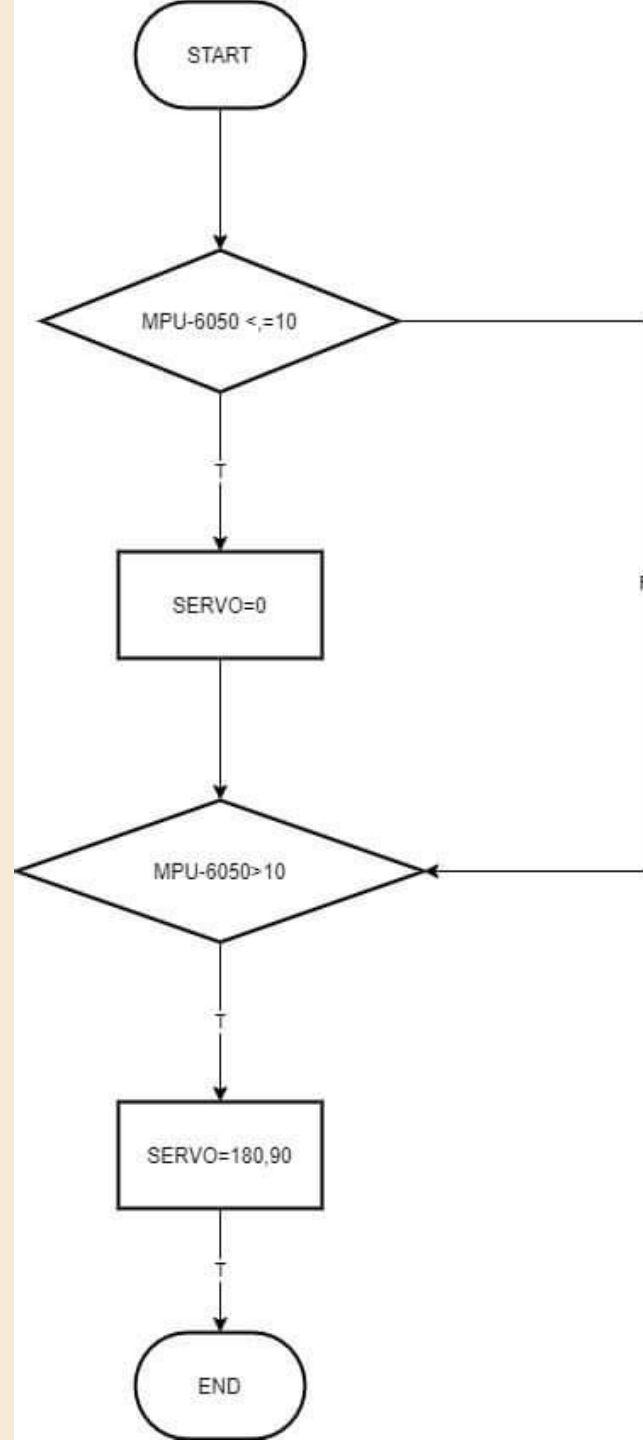 START
MPU-6050 <,=10
T
SERVO=0
MPU-6050>10
T
SERVO=180,90
T
END